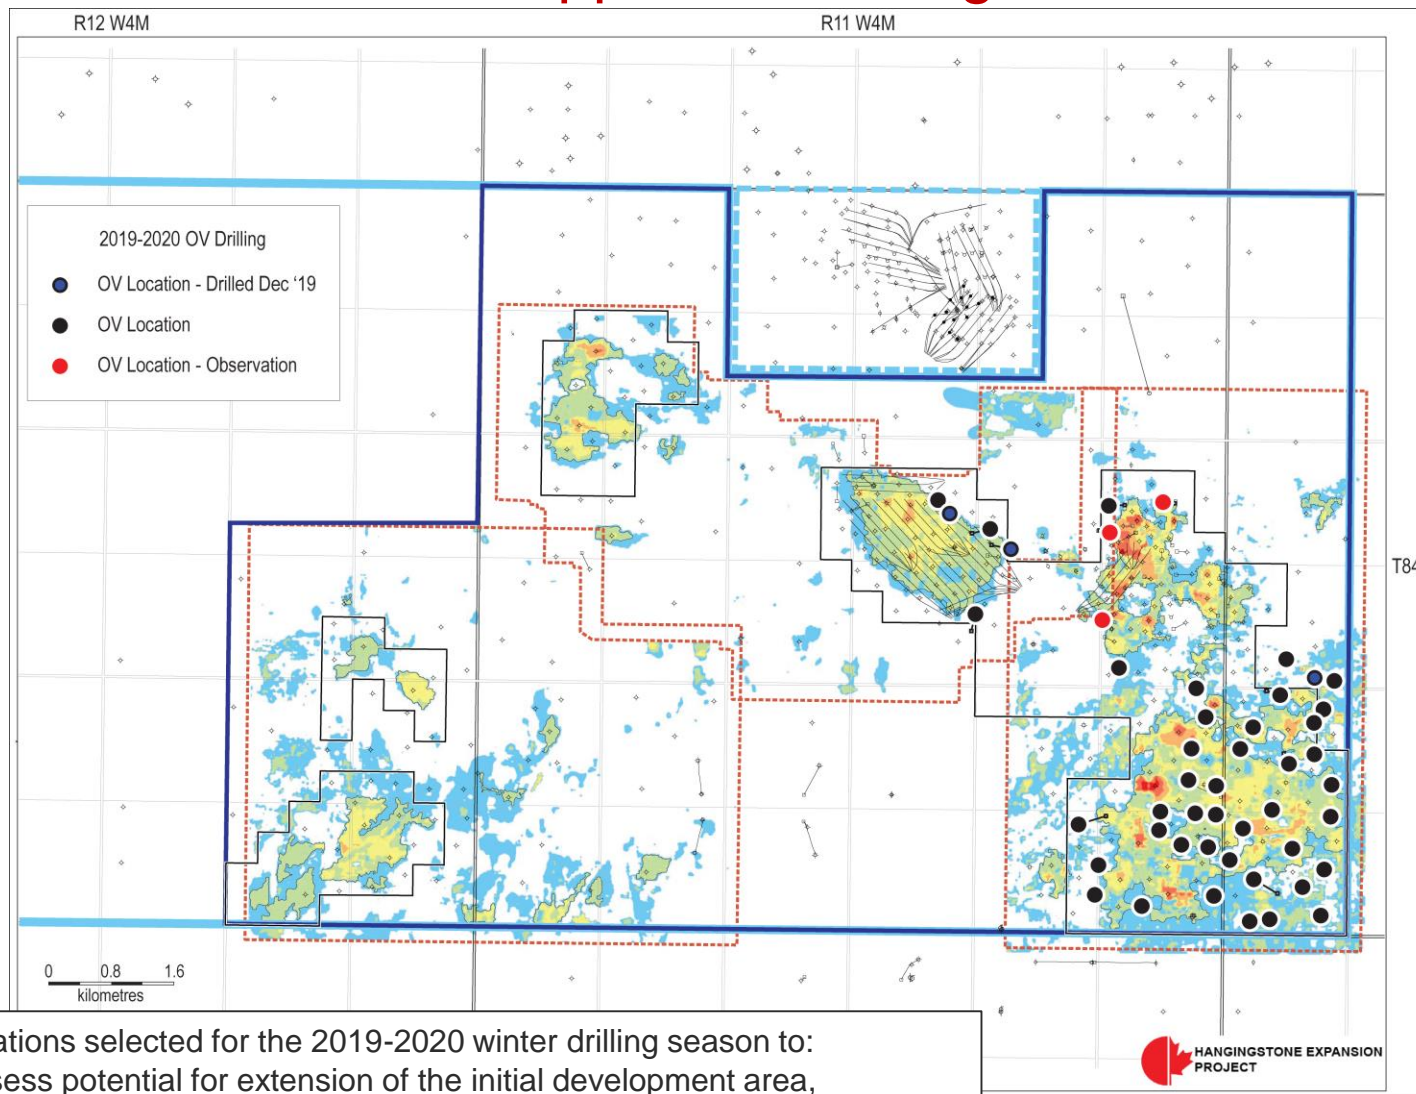 R12 W4M
R11 W4M
2019-2020 OV Drilling
OV Location - Drilled Dec ‘19
OV Location
OV Location - Observation
T84
0 0.8 1.6
kilometres
HANGINGSTONE EXPANSION
PROJECT
selected for the 2019-2020 winter drilling season to:
potential for extension of the initial development area,